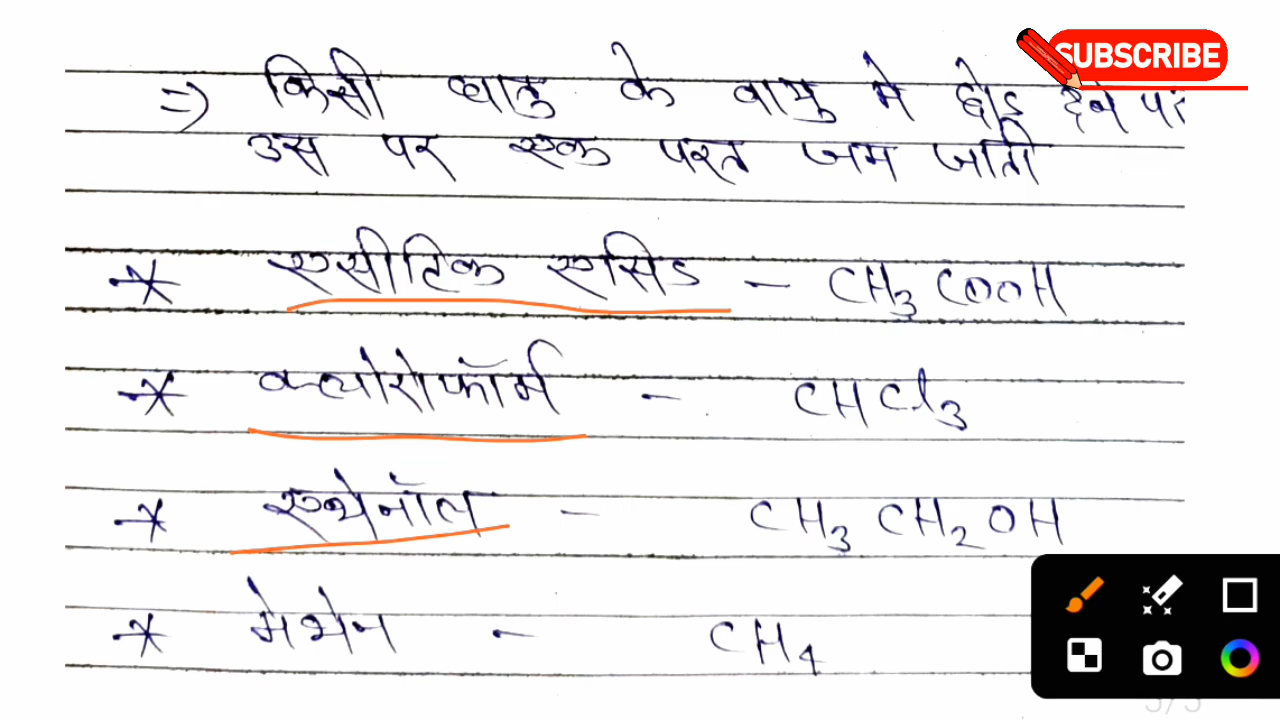 SUBSCRIBE
=> किसी धातु के वायु मे छोड़ देने पर
उस पर एक परत जम जाती
* एसीटिक एसिड - CH₃COOH
* क्लोरोफॉर्म - CHCl₃
* एथेनॉल - CH₃CH₂OH
* मेथेन - CH₄